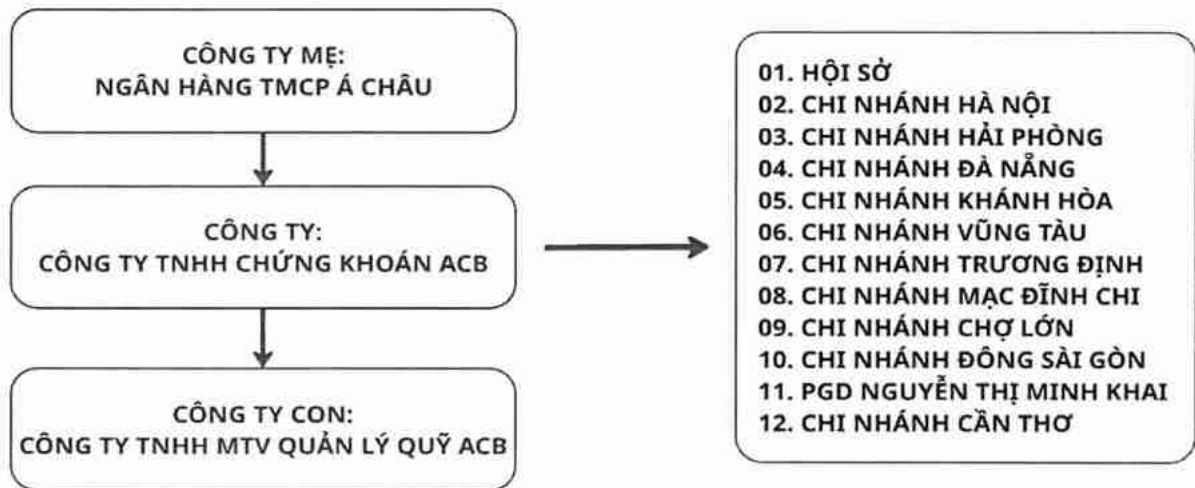 CÔNG TY MẸ:
NGÂN HÀNG TMCP Á CHÂU
CÔNG TY:
CÔNG TY TNHH CHỨNG KHOÁN ACB
CÔNG TY CON:
CÔNG TY TNHH MTV QUẢN LÝ QUỸ ACB
01. HỘI SỞ
02. CHI NHÁNH HÀ NỘI
03. CHI NHÁNH HẢI PHÒNG
04. CHI NHÁNH ĐÀ NẴNG
05. CHI NHÁNH KHÁNH HÒA
06. CHI NHÁNH VŨNG TÀU
07. CHI NHÁNH TRƯƠNG ĐỊNH
08. CHI NHÁNH MẠC ĐĨNH CHI
09. CHI NHÁNH CHỢ LỚN
10. CHI NHÁNH ĐÔNG SÀI GÒN
11. PGD NGUYỄN THỊ MINH KHAI
12. CHI NHÁNH CẦN THƠ